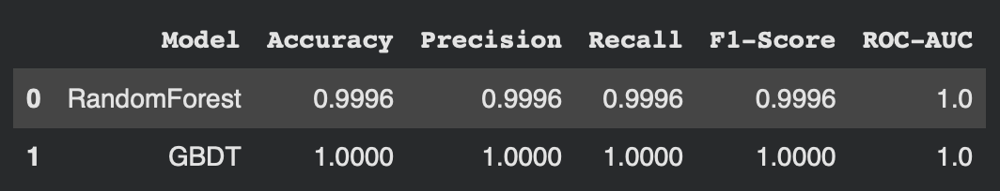 Model Accuracy Precision Recall F1-Score ROC-AUC
0 RandomForest 0.9996 0.9996 0.9996 0.9996 1.0
1 GBDT 1.0000 1.0000 1.0000 1.0000 1.0